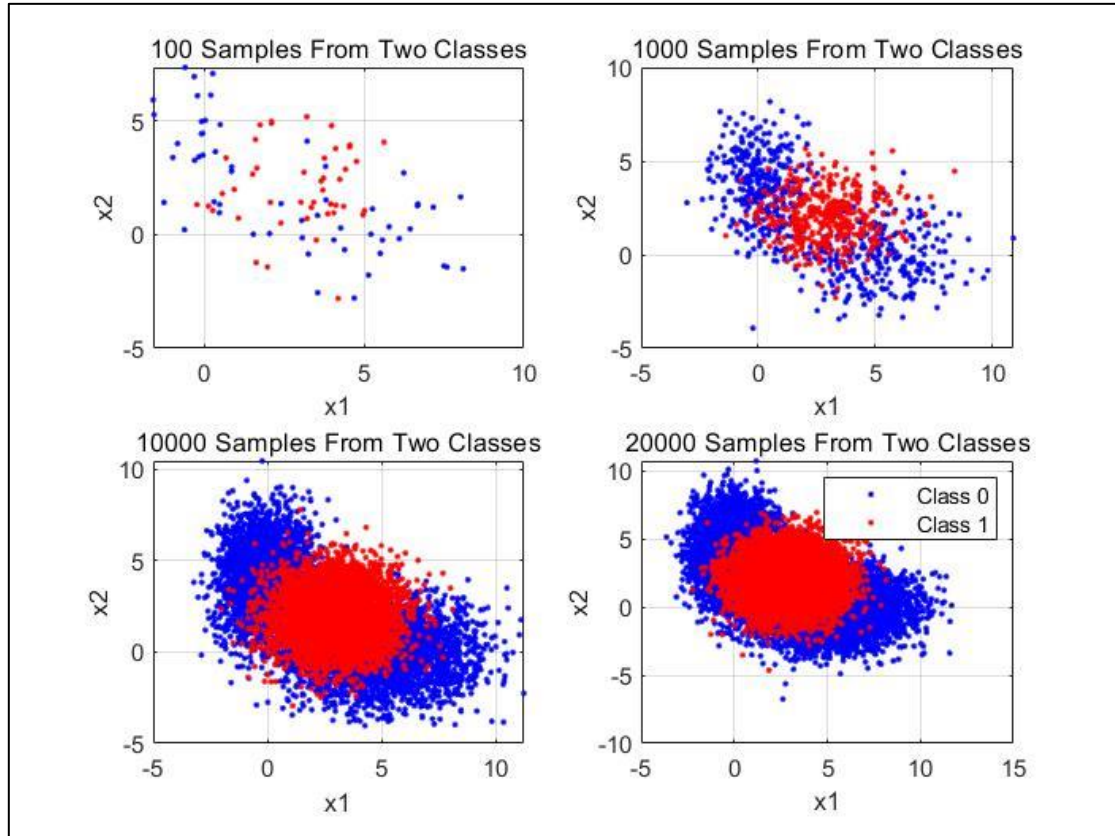 100 Samples From Two Classes
5
0
-5
0
5
10
x2
x1
1000 Samples From Two Classes
10
5
0
-5
-5
0
5
10
x2
x1
10000 Samples From Two Classes
10
5
0
-5
-5
0
5
10
x2
x1
20000 Samples From Two Classes
Class 0
Class 1
10
5
0
-5
-10
-5
0
5
10
15
x2
x1